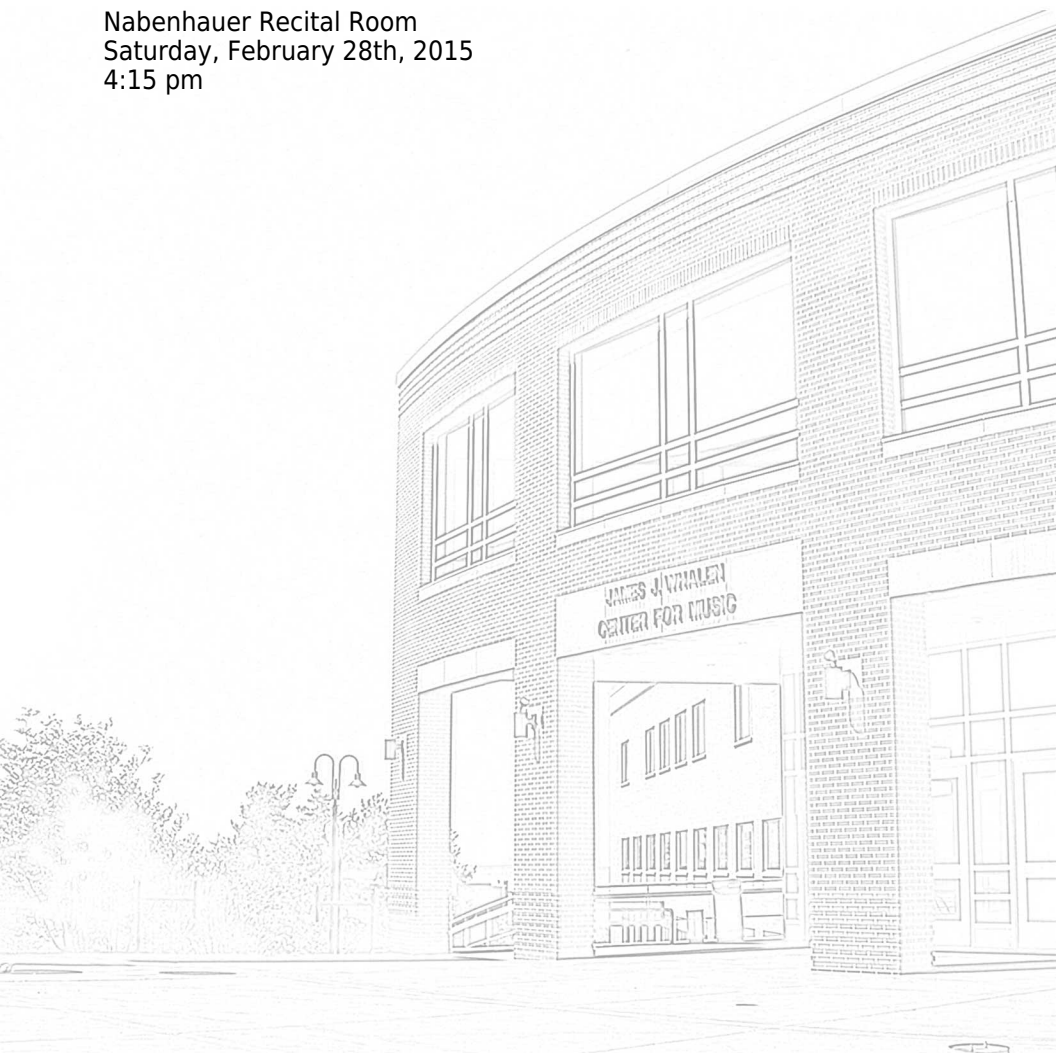 Nabenhauer Recital Room
Saturday, February 28th, 2015
4:15 pm
JAMES J. WHALEN
CENTER FOR MUSIC